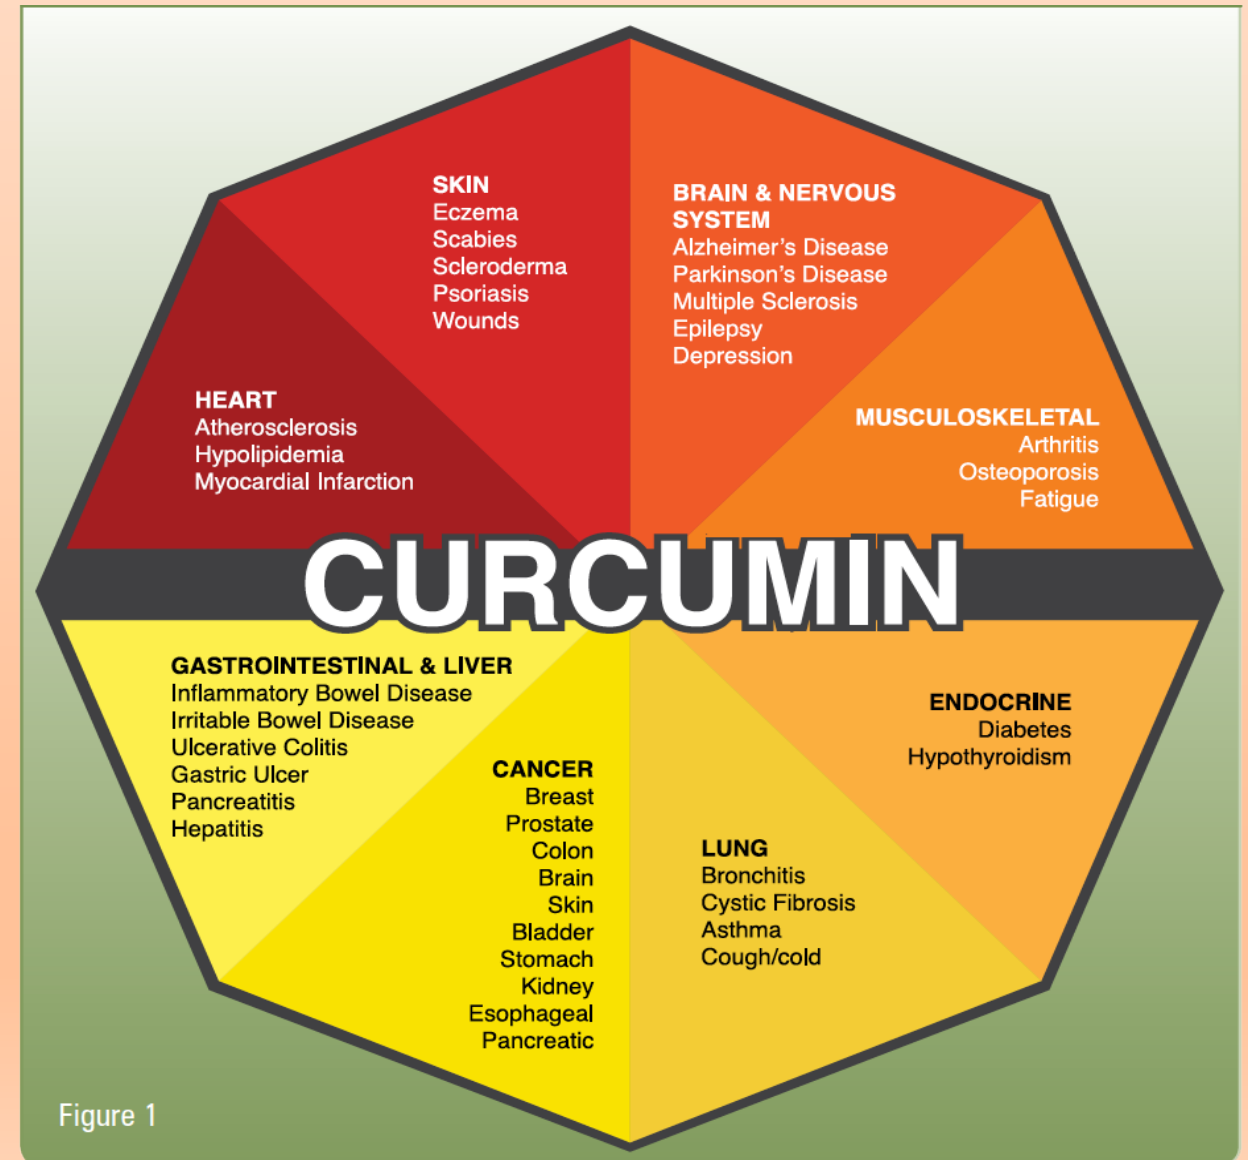 SKIN
Eczema
Scabies
Scleroderma
Psoriasis
Wounds
BRAIN & NERVOUS
SYSTEM
Alzheimer’s Disease
Parkinson’s Disease
Multiple Sclerosis
Epilepsy
Depression
HEART
Atherosclerosis
Hypolipidemia
Myocardial Infarction
MUSCULOSKELETAL
Arthritis
Osteoporosis
Fatigue
CURCUMIN
GASTROINTESTINAL & LIVER
Inflammatory Bowel Disease
Irritable Bowel Disease
Ulcerative Colitis
Gastric Ulcer
Pancreatitis
Hepatitis
CANCER
Breast
Prostate
Colon
Brain
Skin
Bladder
Stomach
Kidney
Esophageal
Pancreatic
LUNG
Bronchitis
Cystic Fibrosis
Asthma
Cough/cold
ENDOCRINE
Diabetes
Hypothyroidism
Figure 1